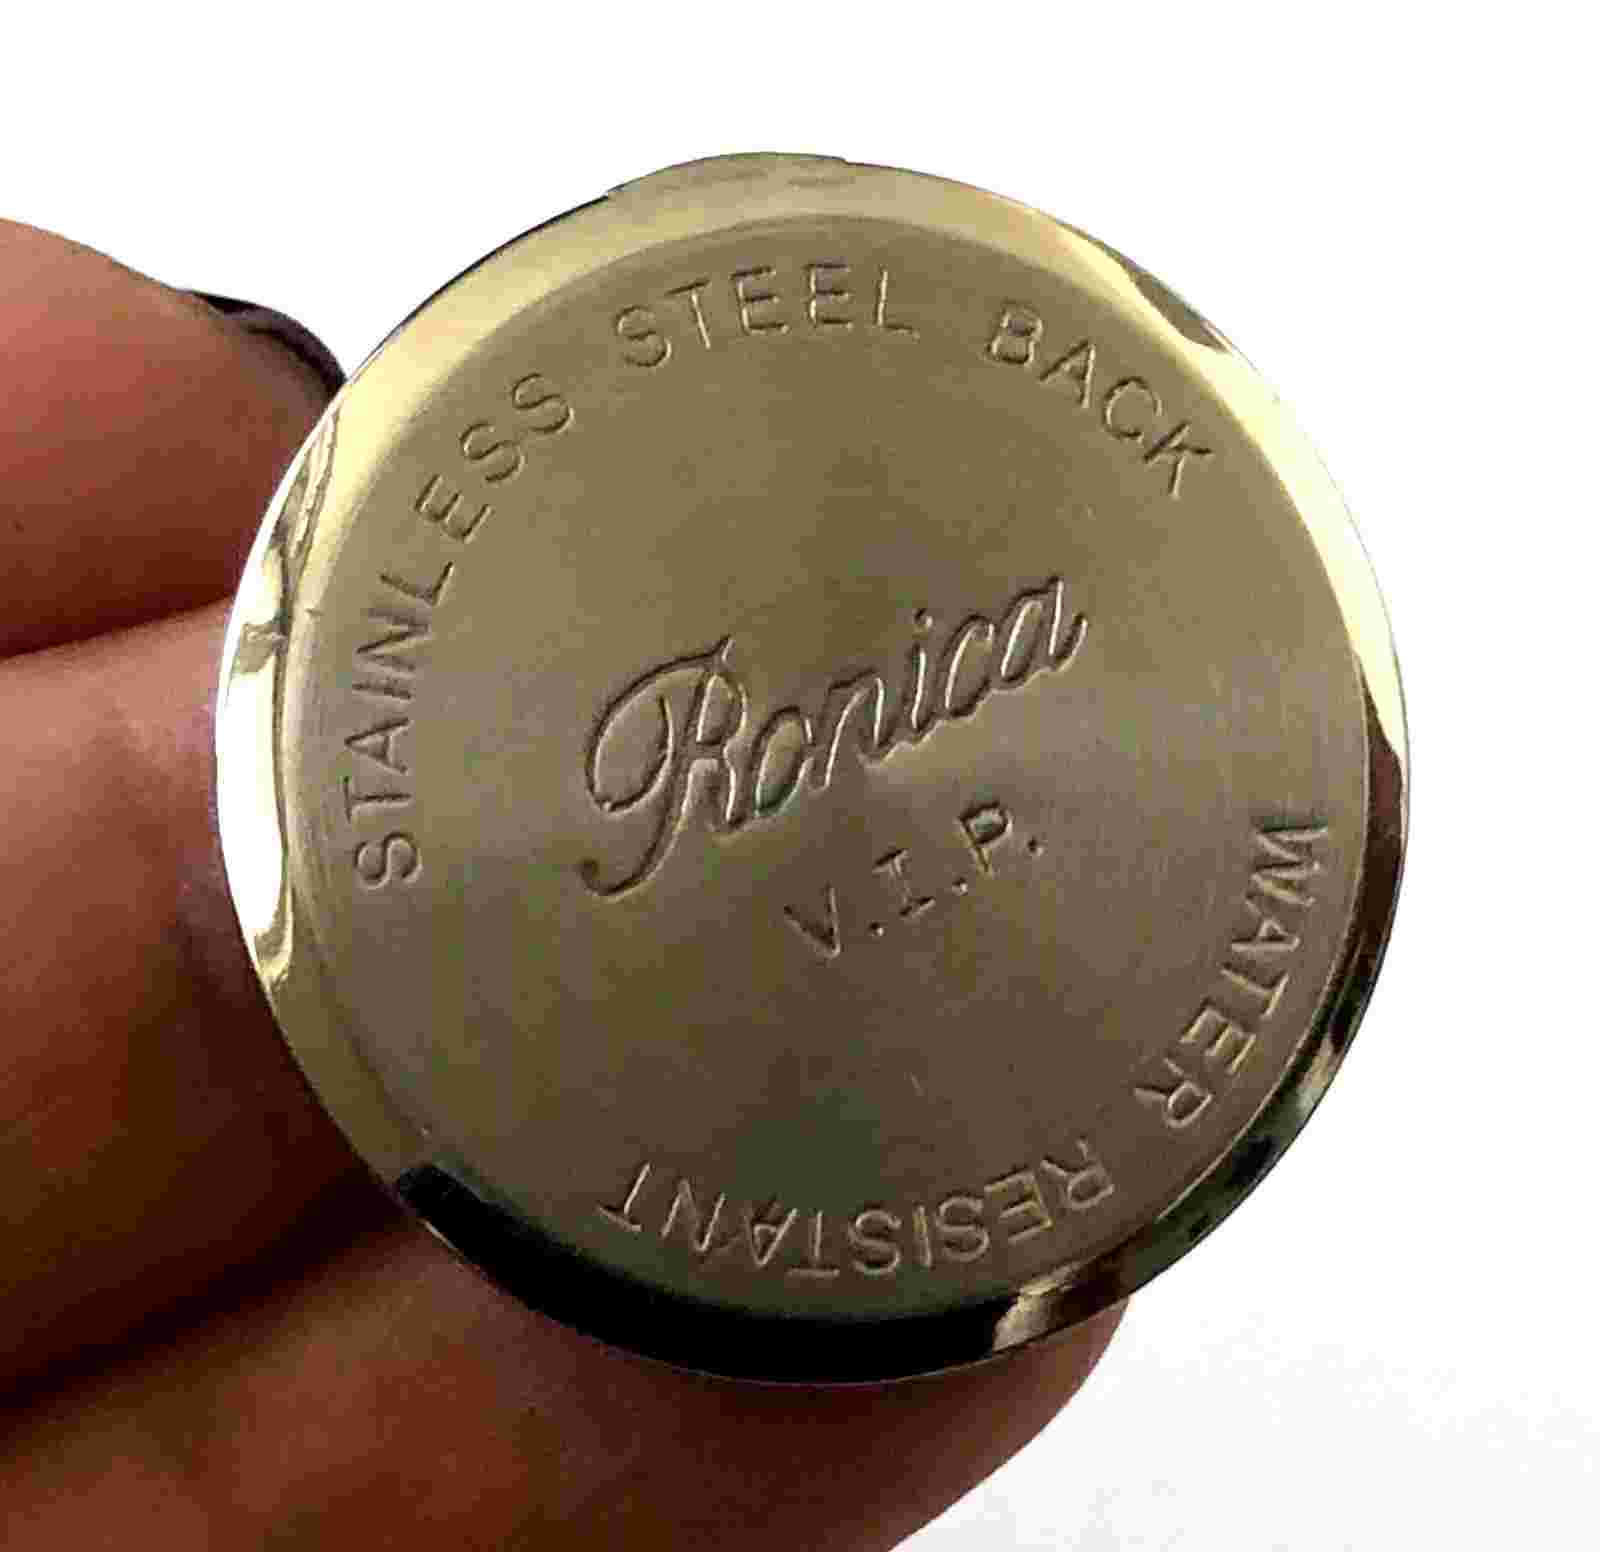 STAINLESS STEEL BACK
Ronica
V.I.P.
WATER RESISTANT